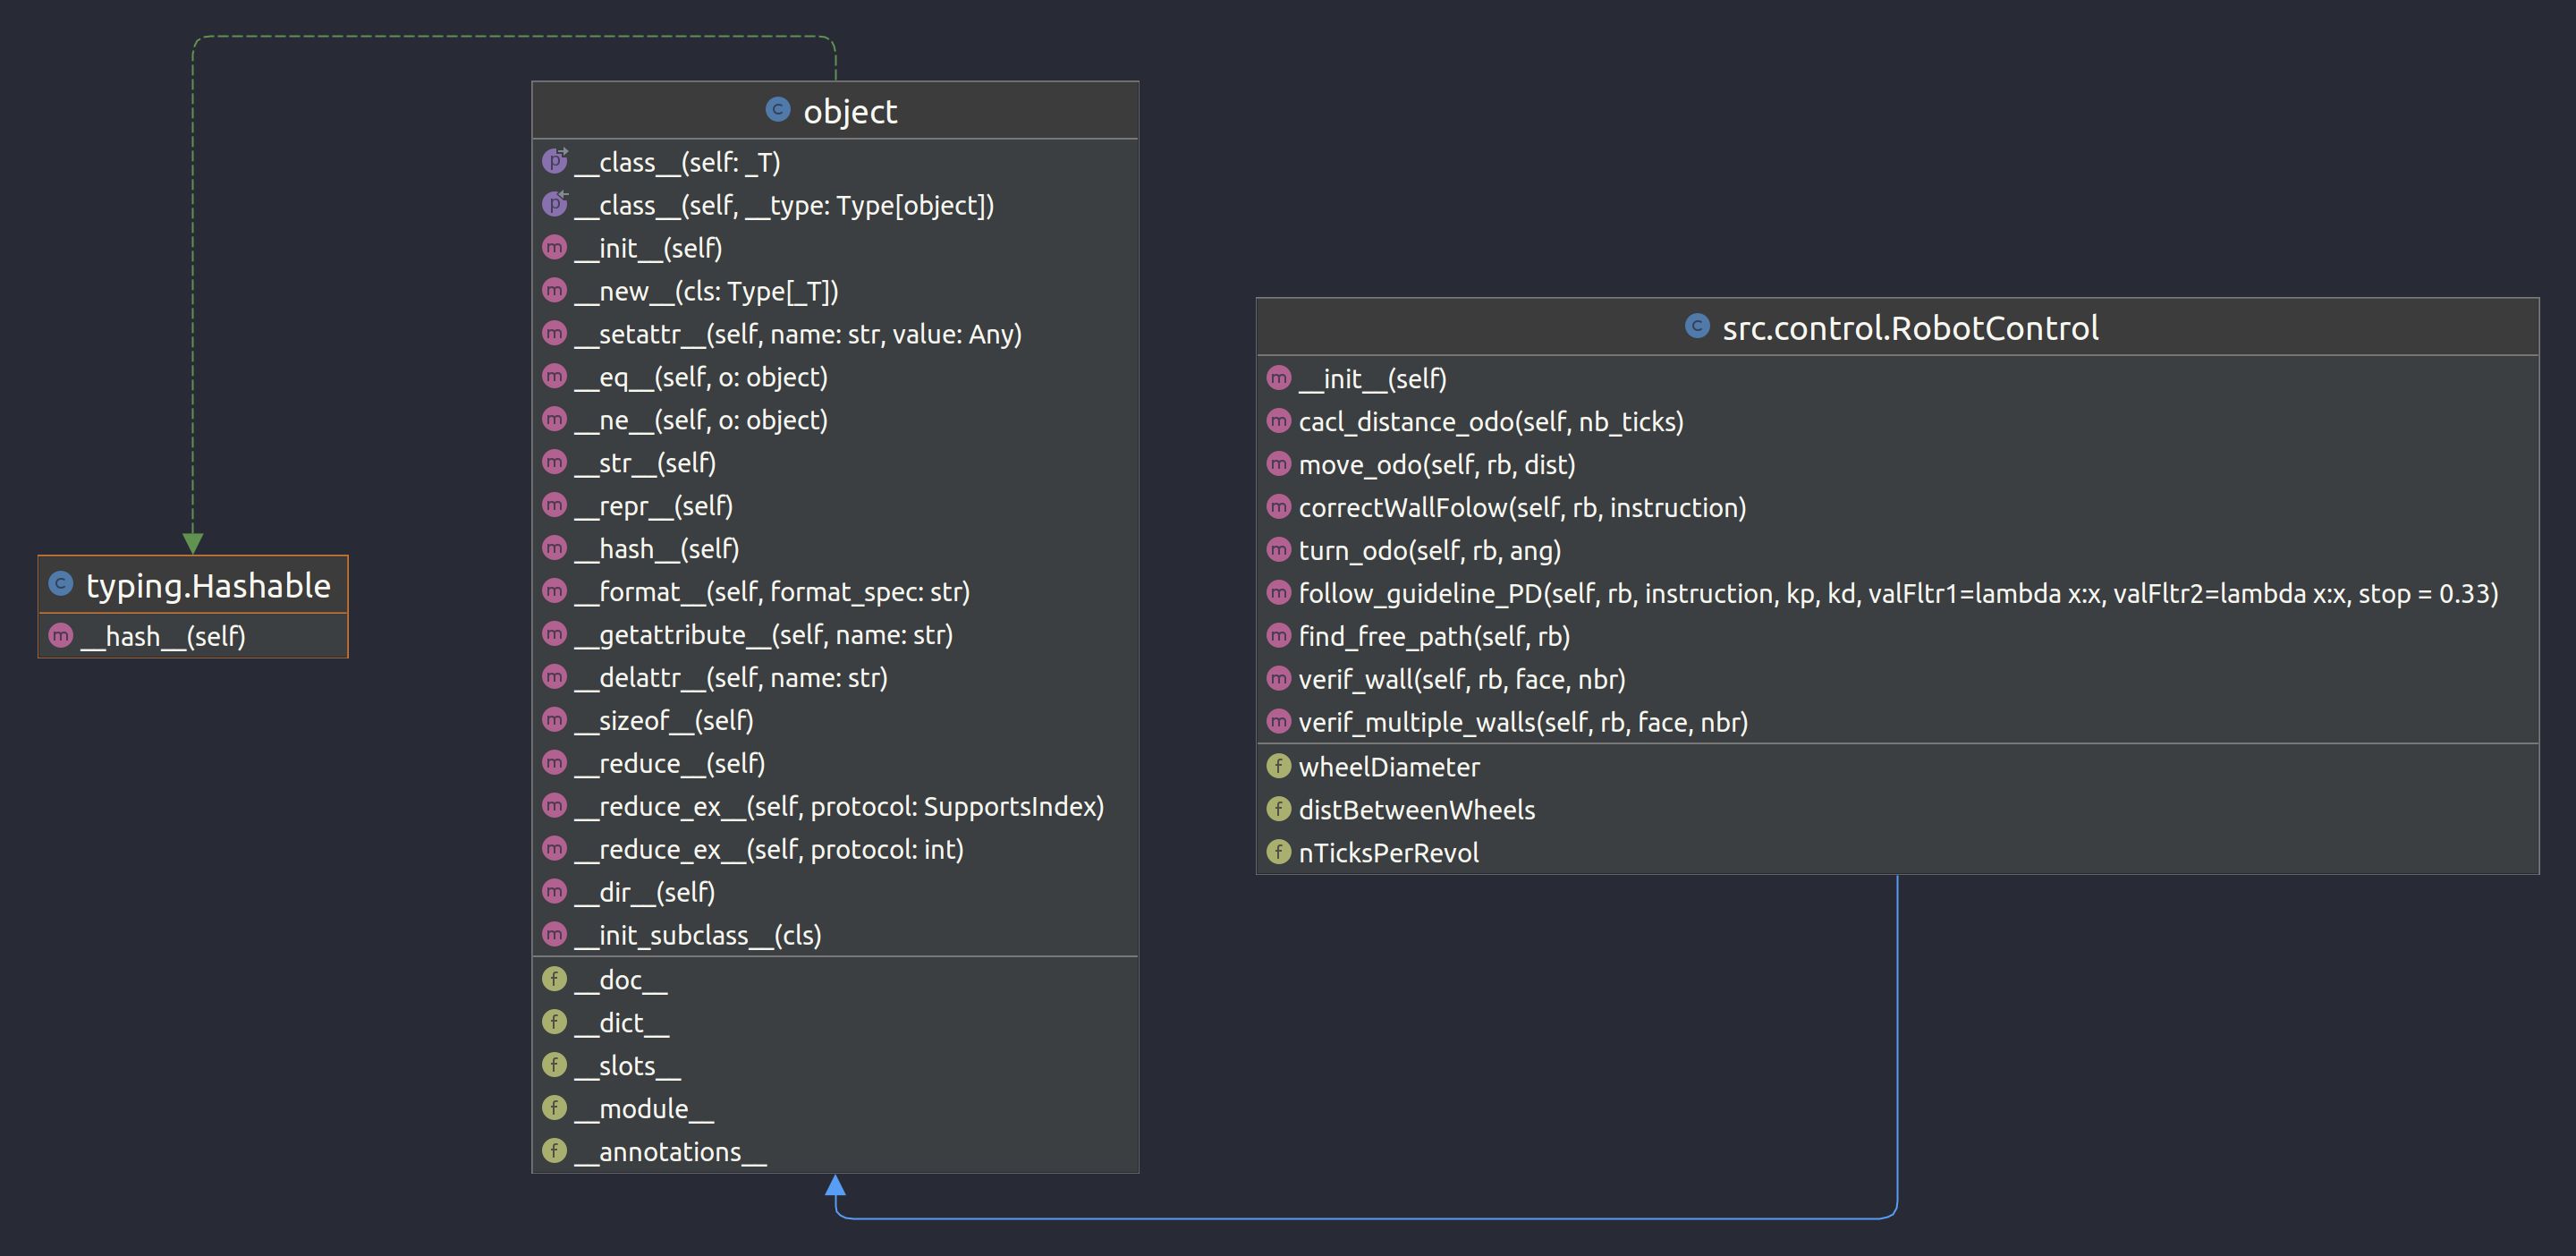 object
__class__(self: _T)
__class__(self, __type: Type[object])
__init__(self)
__new__(cls: Type[_T])
__setattr__(self, name: str, value: Any)
__eq__(self, o: object)
__ne__(self, o: object)
__str__(self)
__repr__(self)
__hash__(self)
__format__(self, format_spec: str)
__getattribute__(self, name: str)
__delattr__(self, name: str)
__sizeof__(self)
__reduce__(self)
__reduce_ex__(self, protocol: SupportsIndex)
__reduce_ex__(self, protocol: int)
__dir__(self)
__init_subclass__(cls)
__doc__
__dict__
__slots__
__module__
__annotations__
typing.Hashable
__hash__(self)
src.control.RobotControl
__init__(self)
cacl_distance_odo(self, nb_ticks)
move_odo(self, rb, dist)
correctWallFolow(self, rb, instruction)
turn_odo(self, rb, ang)
follow_guideline_PD(self, rb, instruction, kp, kd, valFltr1=lambda x:x, valFltr2=lambda x:x, stop = 0.33)
find_free_path(self, rb)
verif_wall(self, rb, face, nbr)
verif_multiple_walls(self, rb, face, nbr)
wheelDiameter
distBetweenWheels
nTicksPerRevol